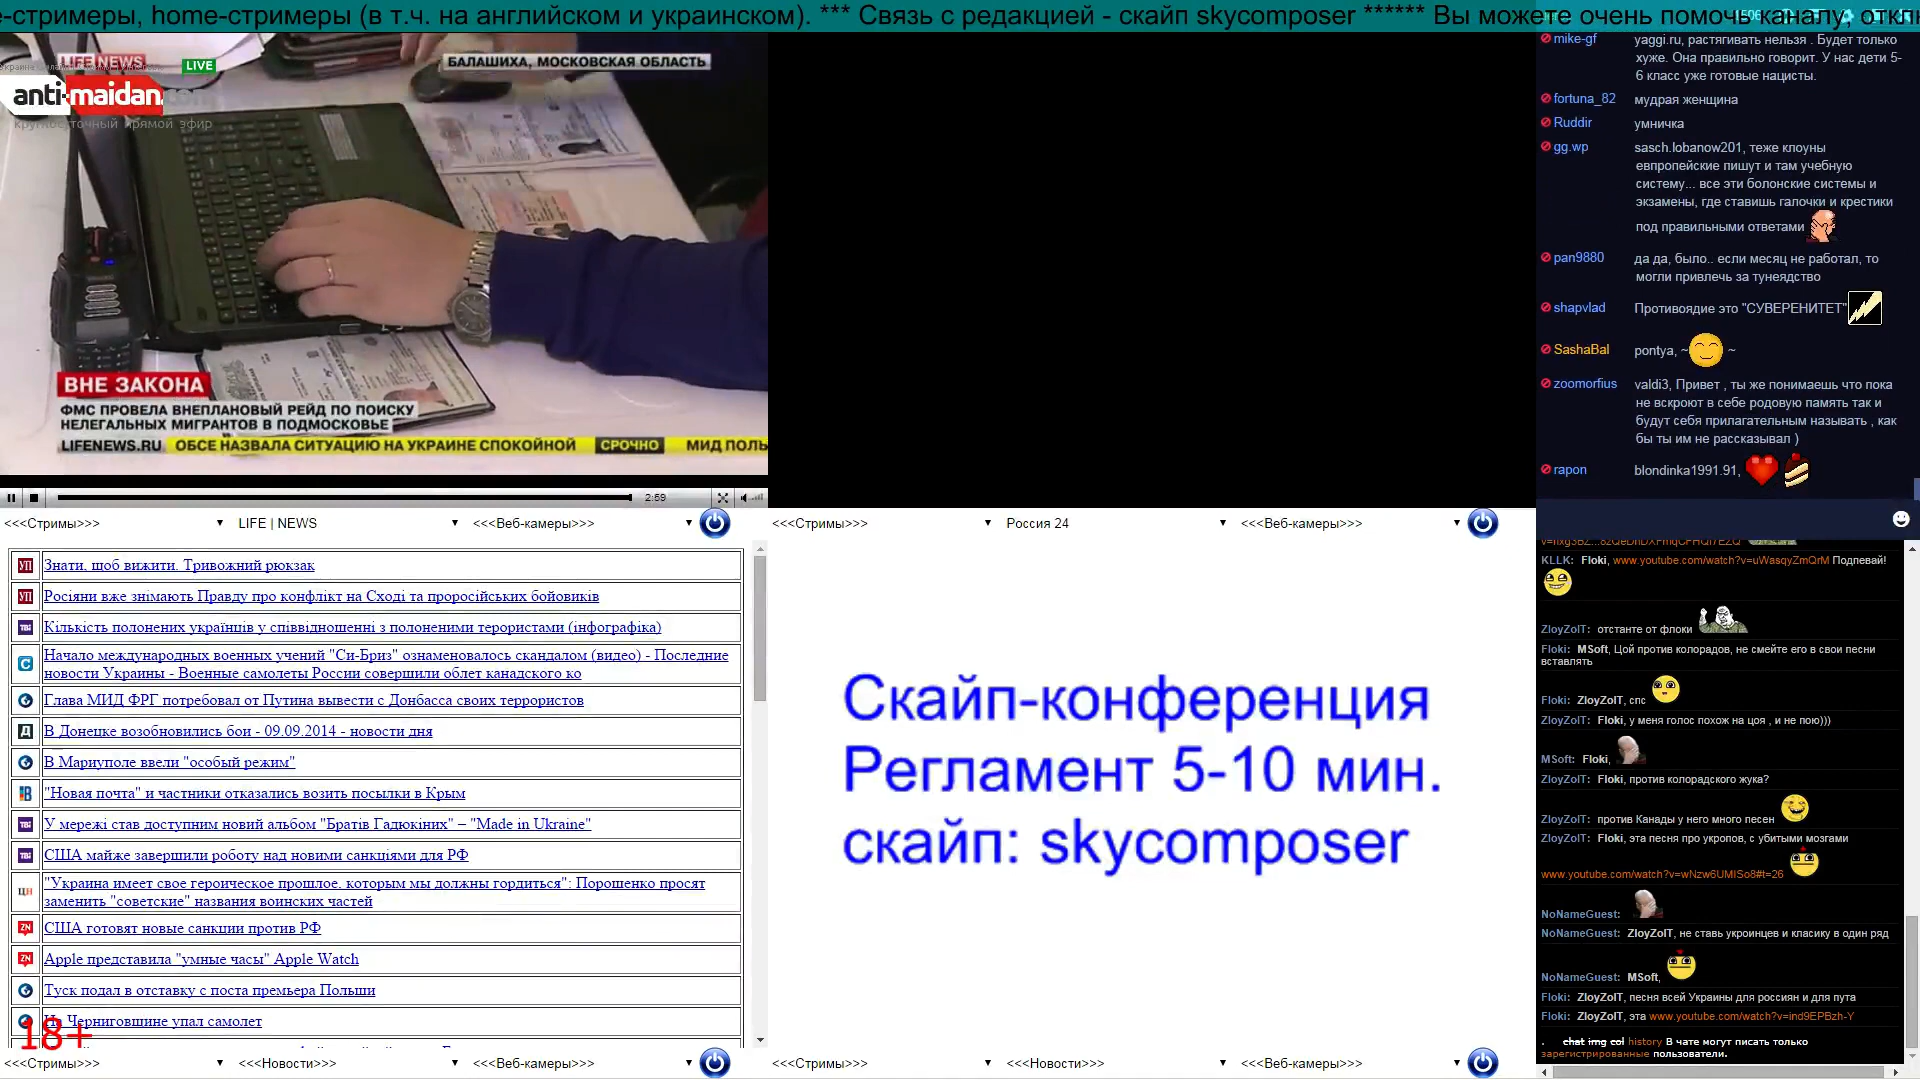 -стримеры, home-стримеры (в т.ч. на английском и украинском). *** Связь с редакцией - скайп skycomposer ****** Вы можете очень помочь каналу,
LIFE NEWS
LIVE
БАЛАШИХА, МОСКОВСКАЯ ОБЛАСТЬ
anti-maidan.com
круглосуточный прямой эфир
ВНЕ ЗАКОНА
ФМС ПРОВЕЛА ВНЕПЛАНОВЫЙ РЕЙД ПО ПОИСКУ
НЕЛЕГАЛЬНЫХ МИГРАНТОВ В ПОДМОСКОВЬЕ
LIFENEWS.RU ОБСЕ НАЗВАЛА СИТУАЦИЮ НА УКРАИНЕ СПОКОЙНОЙ СРОЧНО МИД ПОЛЬ
2:59
<<<Стримы>>> LIFE | NEWS <<<Веб-камеры>>>
<<<Стримы>>> Россия 24 <<<Веб-камеры>>>
УП Знати, щоб вижити. Тривожний рюкзак
УП Росіяни вже знімають Правду про конфлікт на Сході та проросійських бойовиків
ТВі Кількість полонених українців у співвідношенні з полоненими терористами (інфографіка)
C Начало международных военных учений "Си-Бриз" ознаменовалось скандалом (видео) - Последние
новости Украины - Военные самолеты России совершили облет канадского ко
Глава МИД ФРГ потребовал от Путина вывести с Донбасса своих террористов
Д В Донецке возобновились бои - 09.09.2014 - новости дня
В Мариуполе ввели "особый режим"
В "Новая почта" и частники отказались возить посылки в Крым
ТВі У мережі став доступним новий альбом "Братів Гадюкіних" – "Made in Ukraine"
ТВі США майже завершили роботу над новими санкціями для РФ
ЦН "Украина имеет свое героическое прошлое, которым мы должны гордиться": Порошенко просят
заменить "советские" названия воинских частей
ZN США готовят новые санкции против РФ
ZN Apple представила "умные часы" Apple Watch
Туск подал в отставку с поста премьера Польши
На Черниговщине упал самолет
18+
<<<Стримы>>> <<<Новости>>> <<<Веб-камеры>>>
Скайп-конференция
Регламент 5-10 мин.
скайп: skycomposer
<<<Стримы>>> <<<Новости>>> <<<Веб-камеры>>>
mike-gf yaggi.ru, растягивать нельзя . Будет только
хуже. Она правильно говорит. У нас дети 5-
6 класс уже готовые нацисты.
fortuna_82 мудрая женщина
Ruddir умничка
gg.wp sasch.lobanow201, теже клоуны
евпропейские пишут и там учебную
систему... все эти болонские системы и
экзамены, где ставишь галочки и крестики
под правильными ответами
pan9880 да да, было.. если месяц не работал, то
могли привлечь за тунеядство
shapvlad Противоядие это "СУВЕРЕНИТЕТ"
SashaBal pontya, ~ ~
zoomorfius valdi3, Привет , ты же понимаешь что пока
не вскроют в себе родовую память так и
будут себя прилагательным называть , как
бы ты им не рассказывал )
rapon blondinka1991.91,
KLLK: Floki, www.youtube.com/watch?v=uWasqyZmQrM Подпевай!
ZloyZolT: отстанте от флоки
Floki: MSoft, Цой против колорадов, не смейте его в свои песни
вставлять
Floki: ZloyZolT, спс
ZloyZolT: Floki, у меня голос похож на цоя , и не пою)))
MSoft: Floki,
ZloyZolT: Floki, против колорадского жука?
ZloyZolT: против Канады у него много песен
ZloyZolT: Floki, эта песня про укропов, с убитыми мозгами
www.youtube.com/watch?v=wNzw6UMISo8#t=26
NoNameGuest:
NoNameGuest: ZloyZolT, не ставь укроинцев и класику в один ряд
NoNameGuest: MSoft,
Floki: ZloyZolT, песня всей Украины для россиян и для пута
Floki: ZloyZolT, эта www.youtube.com/watch?v=ind9EPBzh-Y
. chat img col history В чате могут писать только
зарегистрированные пользователи.